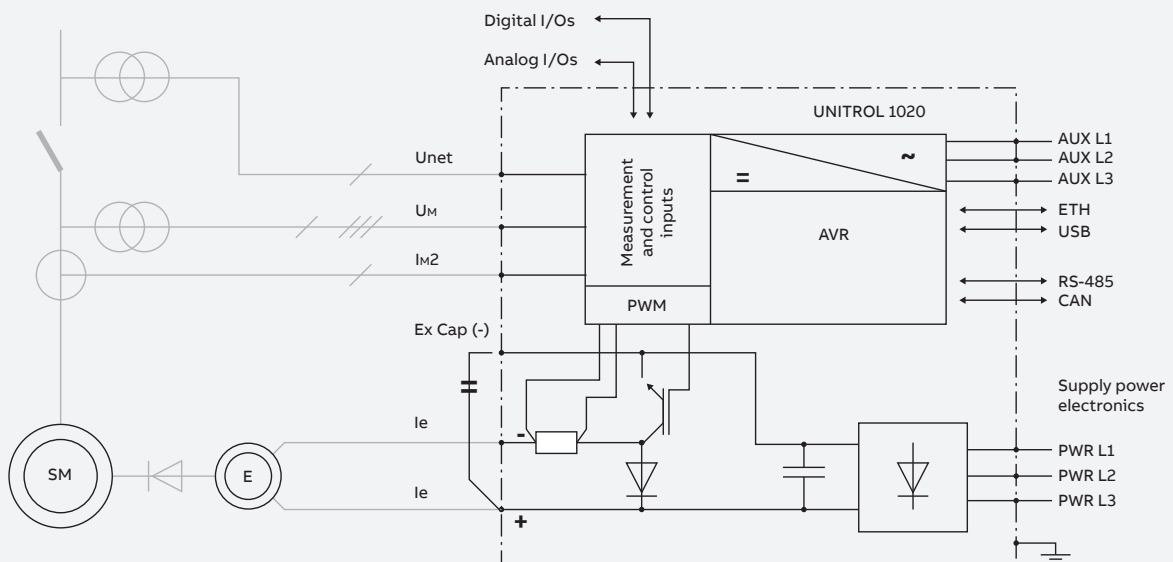 Digital I/Os
Analog I/Os
UNITROL 1020
Unet
UM
IM2
Measurement
and control
inputs
~
=
AVR
PWM
AUX L1
AUX L2
AUX L3
ETH
USB
RS-485
CAN
Ex Cap (-)
Supply power
electronics
Ie
-
PWR L1
PWR L2
PWR L3
SM
E
Ie
+